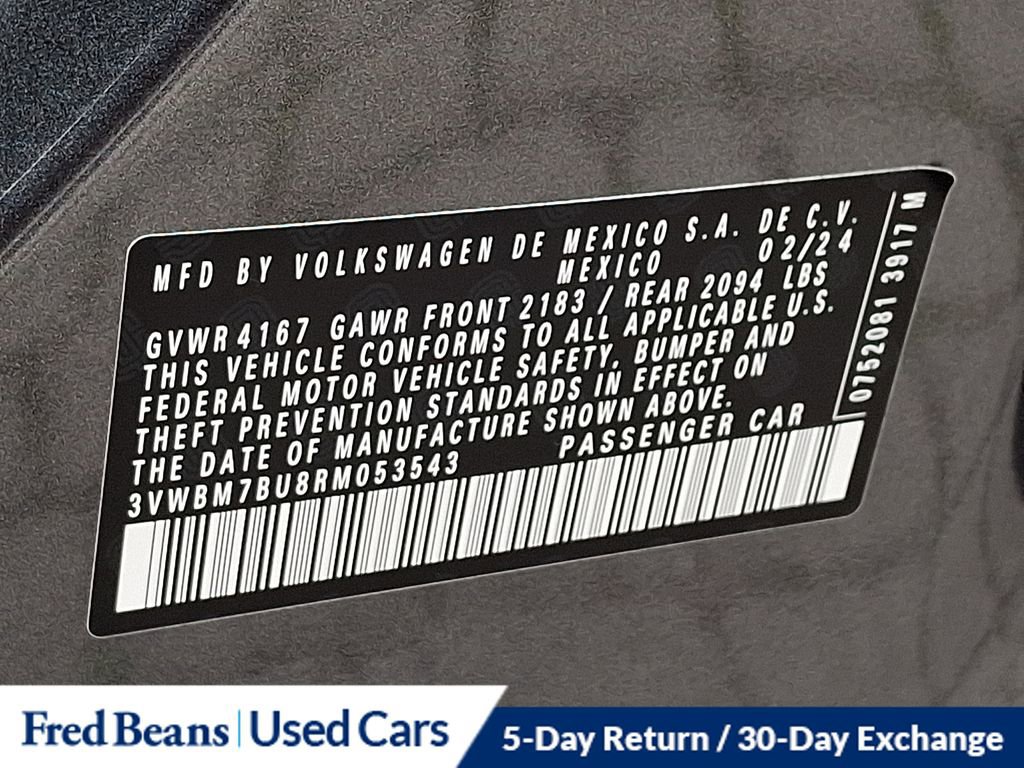 MFD BY VOLKSWAGEN DE MEXICO S.A. DE C.V.
MEXICO 02/24
GVWR 4167 GAWR FRONT 2183 / REAR 2094 LBS
THIS VEHICLE CONFORMS TO ALL APPLICABLE U.S.
FEDERAL MOTOR VEHICLE SAFETY, BUMPER AND
THEFT PREVENTION STANDARDS IN EFFECT ON
THE DATE OF MANUFACTURE SHOWN ABOVE.
3VWBM7BU8RM053543 PASSENGER CAR
0752081 3917 M
Fred Beans | Used Cars
5-Day Return / 30-Day Exchange